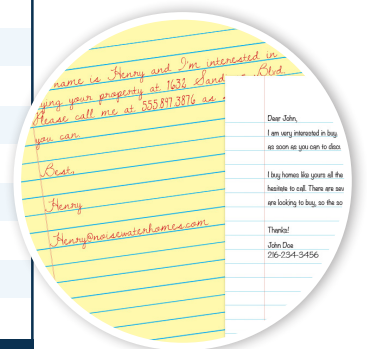 name is Henry and I'm interested in
ying your property at 1632 Sand Blvd.
Please call me at 555 897 3876 as
you can.
Best,
Henry
Henry@noisewaterhomes.com
Dear John,
I am very interested in buy
as soon as you can to discu
I buy homes like yours all the
hesitate to call. There are sev
are looking to buy, so the so
Thanks!
John Doe
216-234-3456